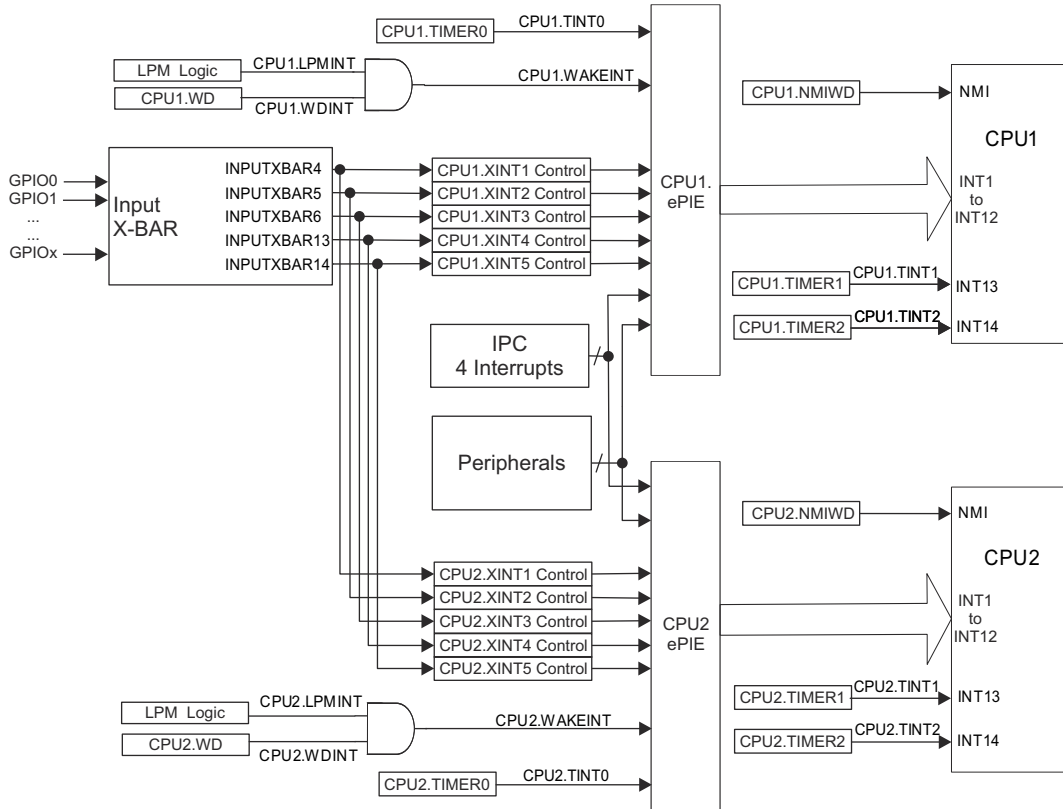 CPU1.TIMER0
CPU1.TINT0
LPM Logic
CPU1.LPMINT
CPU1.WD
CPU1.WDINT
CPU1.WAKEINT
CPU1.NMIWD
NMI
CPU1
GPIO0
GPIO1
...
...
GPIOx
Input
X-BAR
INPUTXBAR4
INPUTXBAR5
INPUTXBAR6
INPUTXBAR13
INPUTXBAR14
CPU1.XINT1 Control
CPU1.XINT2 Control
CPU1.XINT3 Control
CPU1.XINT4 Control
CPU1.XINT5 Control
CPU1.
ePIE
INT1
to
INT12
CPU1.TIMER1
CPU1.TINT1
INT13
CPU1.TIMER2
CPU1.TINT2
INT14
IPC
4 Interrupts
Peripherals
CPU2.NMIWD
NMI
CPU2
CPU2.XINT1 Control
CPU2.XINT2 Control
CPU2.XINT3 Control
CPU2.XINT4 Control
CPU2.XINT5 Control
CPU2
ePIE
INT1
to
INT12
CPU2.TIMER1
CPU2.TINT1
INT13
CPU2.TIMER2
CPU2.TINT2
INT14
LPM Logic
CPU2.LPMINT
CPU2.WD
CPU2.WDINT
CPU2.WAKEINT
CPU2.TIMER0
CPU2.TINT0